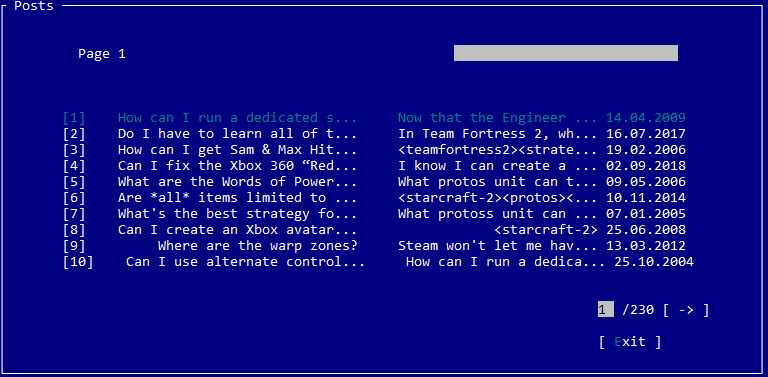 Posts
Page 1
[1] How can I run a dedicated s... Now that the Engineer ... 14.04.2009
[2] Do I have to learn all of t... In Team Fortress 2, wh... 16.07.2017
[3] How can I get Sam & Max Hit... <teamfortress2><strate... 19.02.2006
[4] Can I fix the Xbox 360 “Red... I know I can create a ... 02.09.2018
[5] What are the Words of Power... What protos unit can t... 09.05.2006
[6] Are *all* items limited to ... <starcraft-2><protos><... 10.11.2014
[7] What's the best strategy fo... What protoss unit can ... 07.01.2005
[8] Can I create an Xbox avatar... <starcraft-2> 25.06.2008
[9] Where are the warp zones? Steam won't let me hav... 13.03.2012
[10] Can I use alternate control... How can I run a dedica... 25.10.2004
1 /230 [ -> ]
[ Exit ]